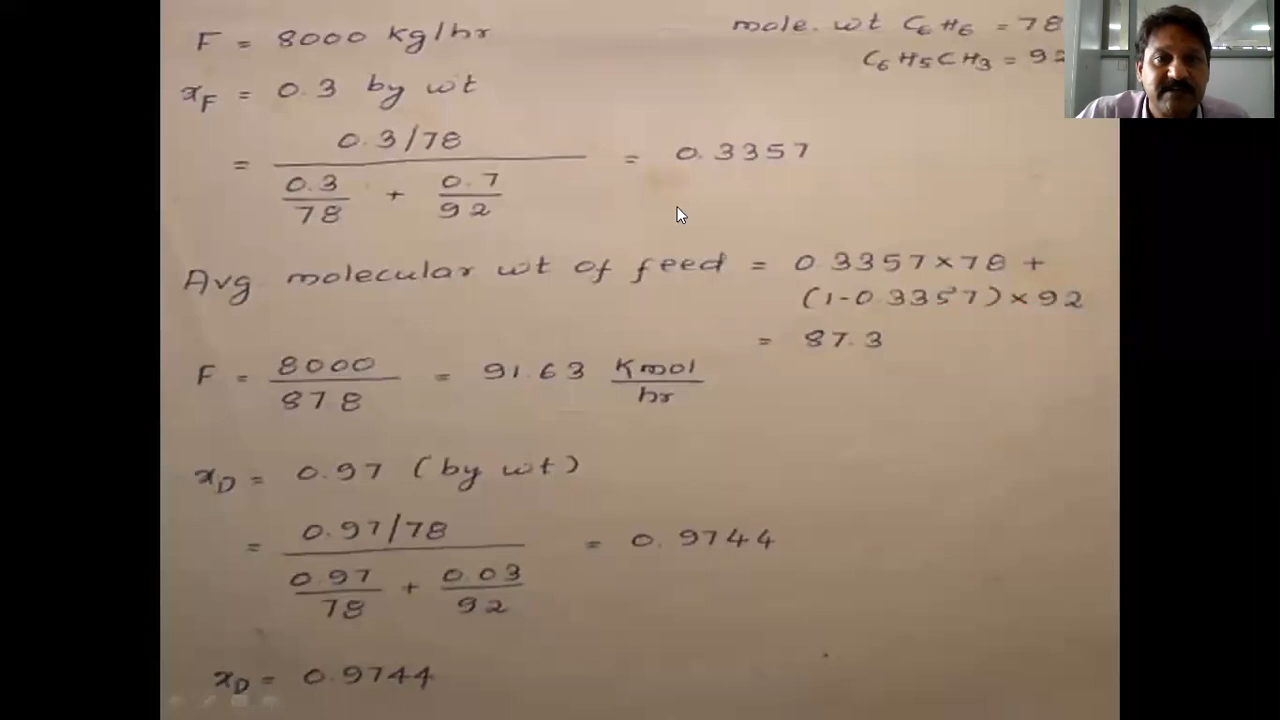 F = 8000 kg/hr
mole. wt C6H6 = 78
C6H5CH3 = 92
xF = 0.3 by wt
= 0.3/78 = 0.3357
0.3/78 + 0.7/92
Avg molecular wt of feed = 0.3357×78 +
(1-0.3357)×92
= 87.3
F = 8000/878 = 91.63 Kmol/hr
xD = 0.97 (by wt)
= 0.97/78 = 0.9744
0.97/78 + 0.03/92
xD = 0.9744